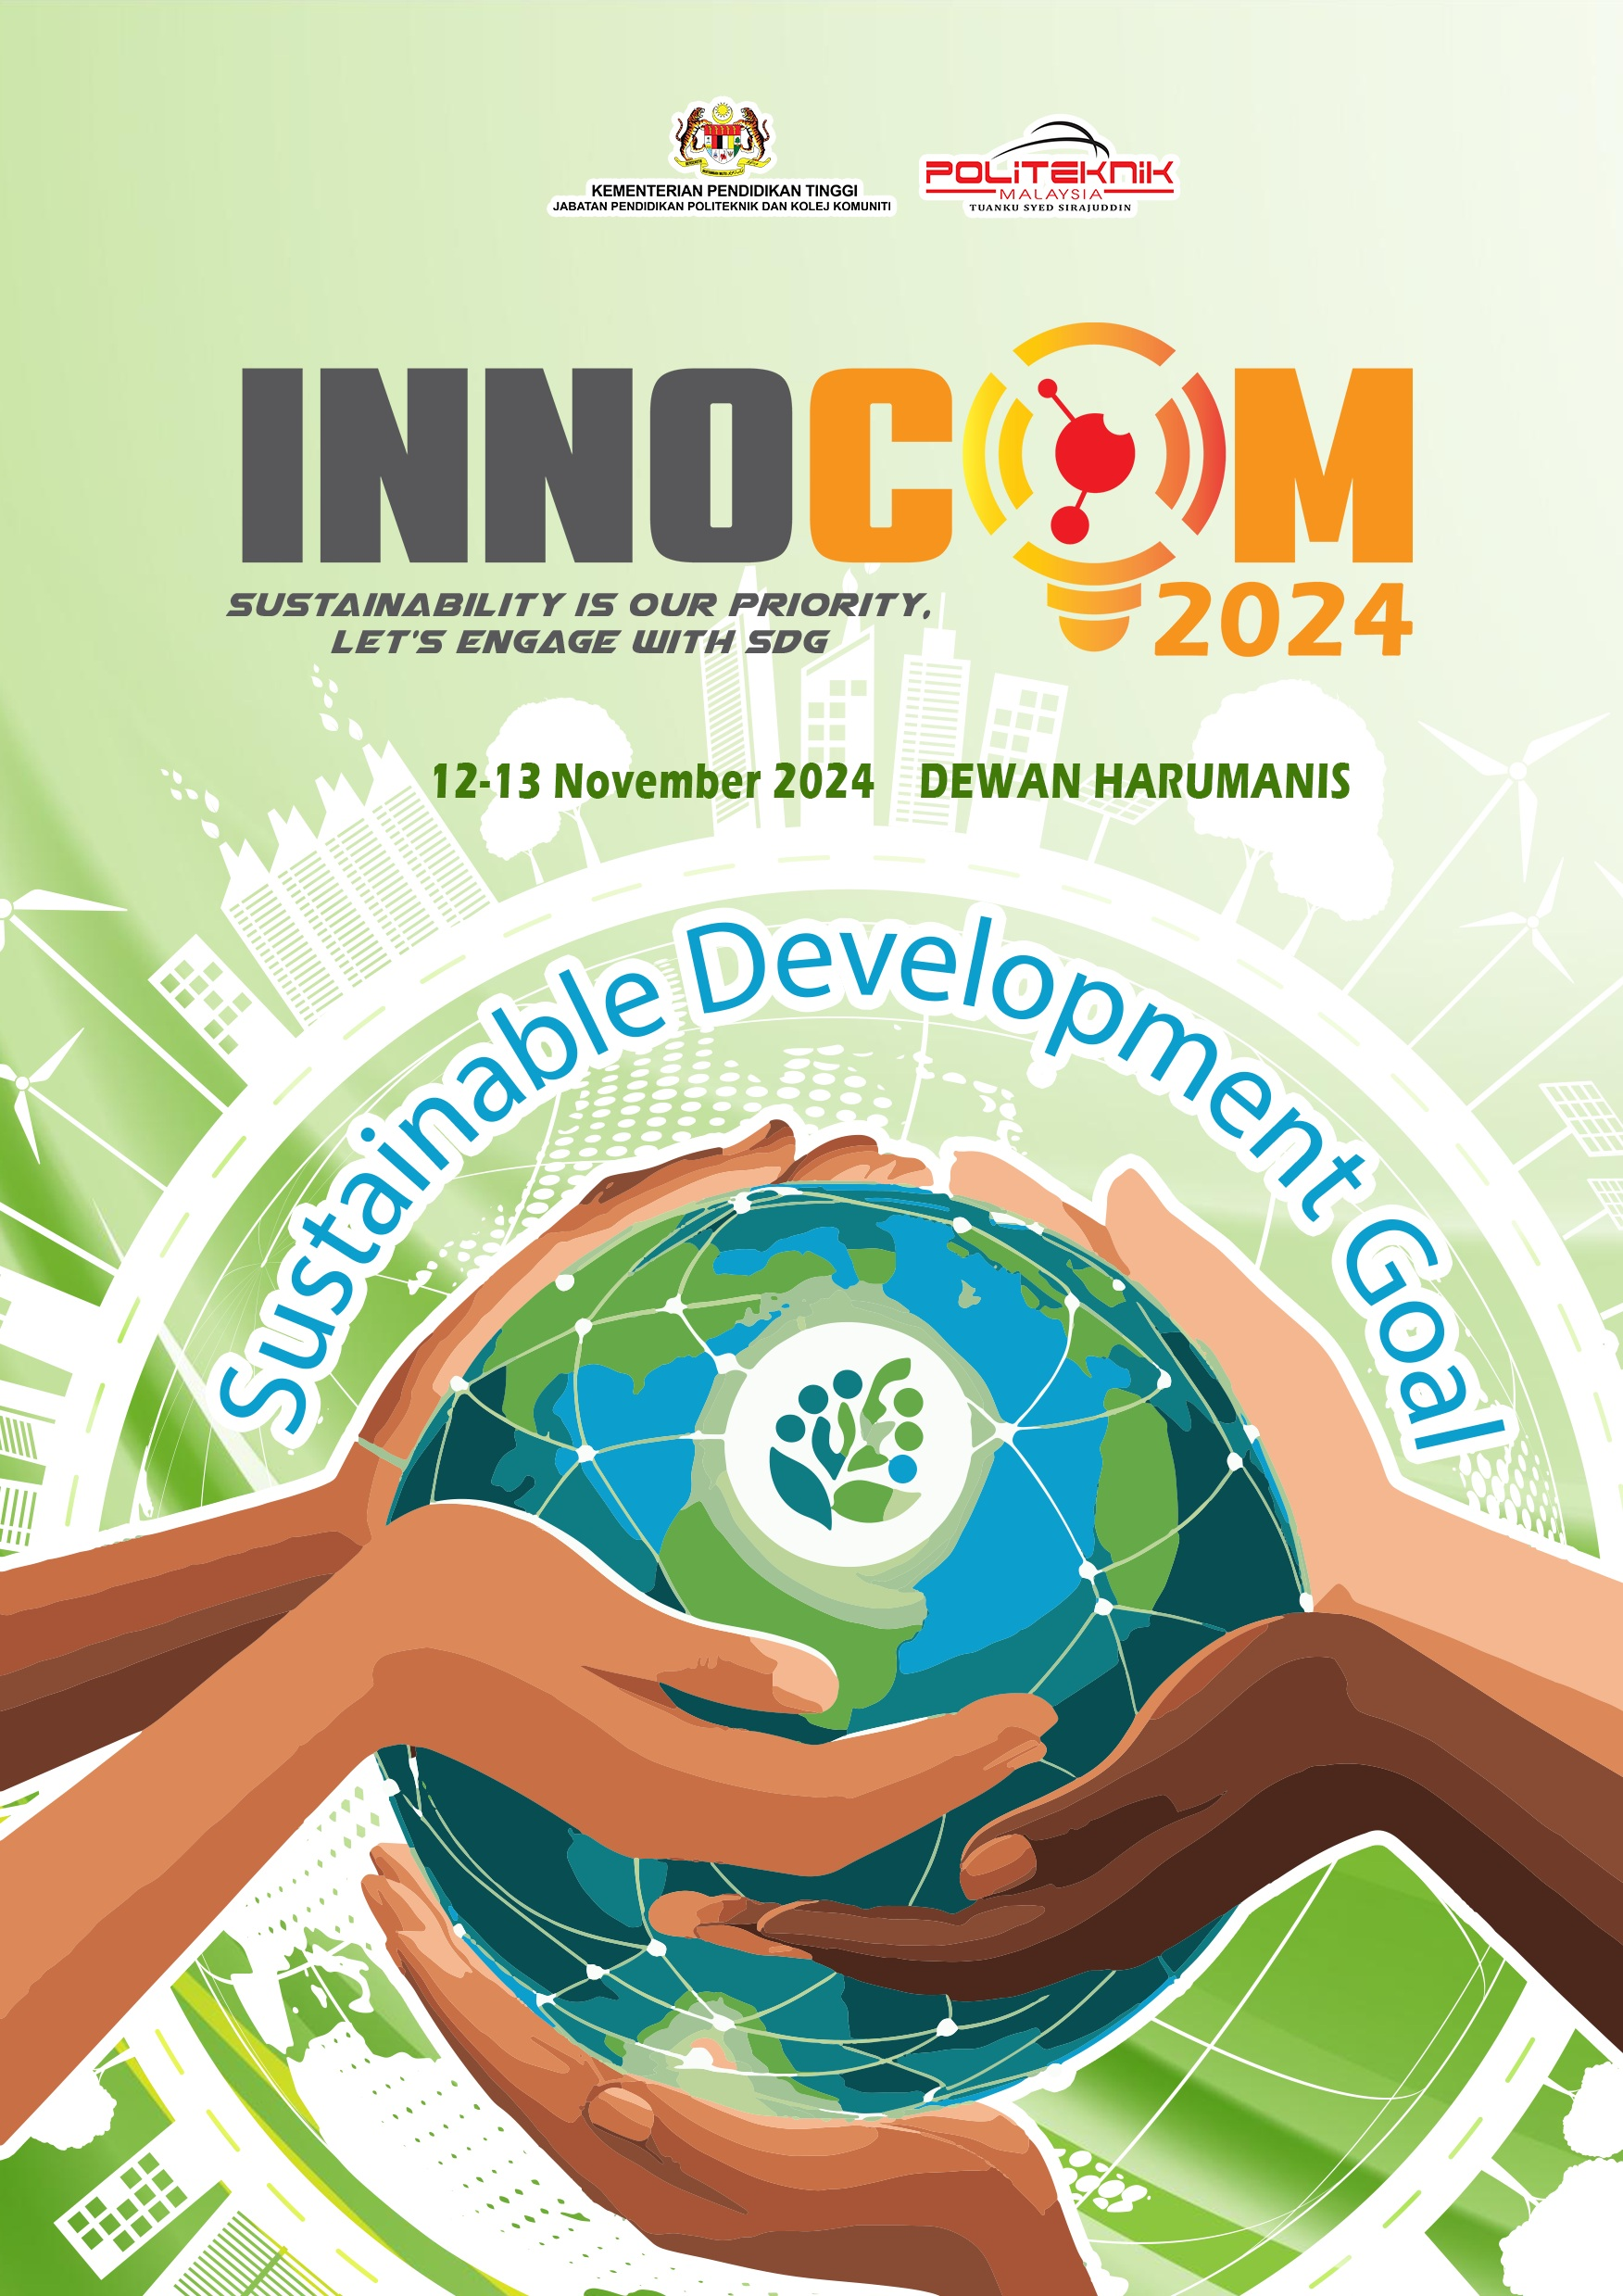 KEMENTERIAN PENDIDIKAN TINGGI
JABATAN PENDIDIKAN POLITEKNIK DAN KOLEJ KOMUNITI
POLITEKNIK
MALAYSIA
TUANKU SYED SIRAJUDDIN
INNOCOM
2024
SUSTAINABILITY IS OUR PRIORITY,
LET'S ENGAGE WITH SDG
12-13 November 2024 DEWAN HARUMANIS
Sustainable Development Goal